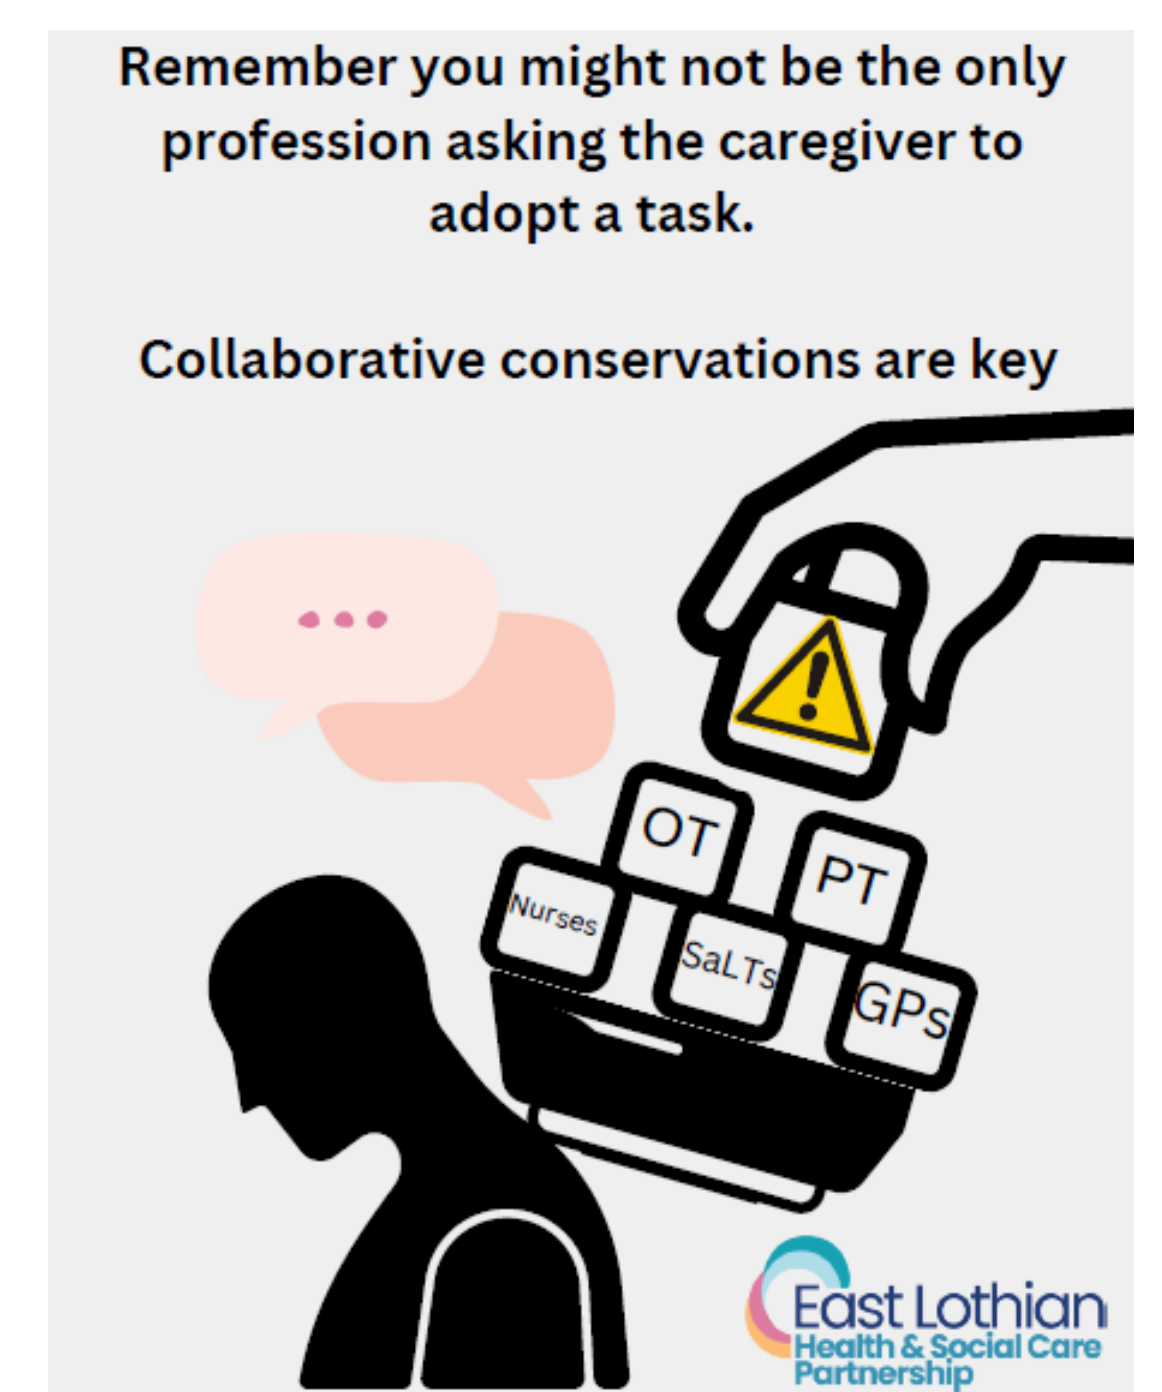 Remember you might not be the only
profession asking the caregiver to
adopt a task.
Collaborative conservations are key
OT
PT
Nurses
SaLTs
GPs
East Lothian
Health & Social Care
Partnership